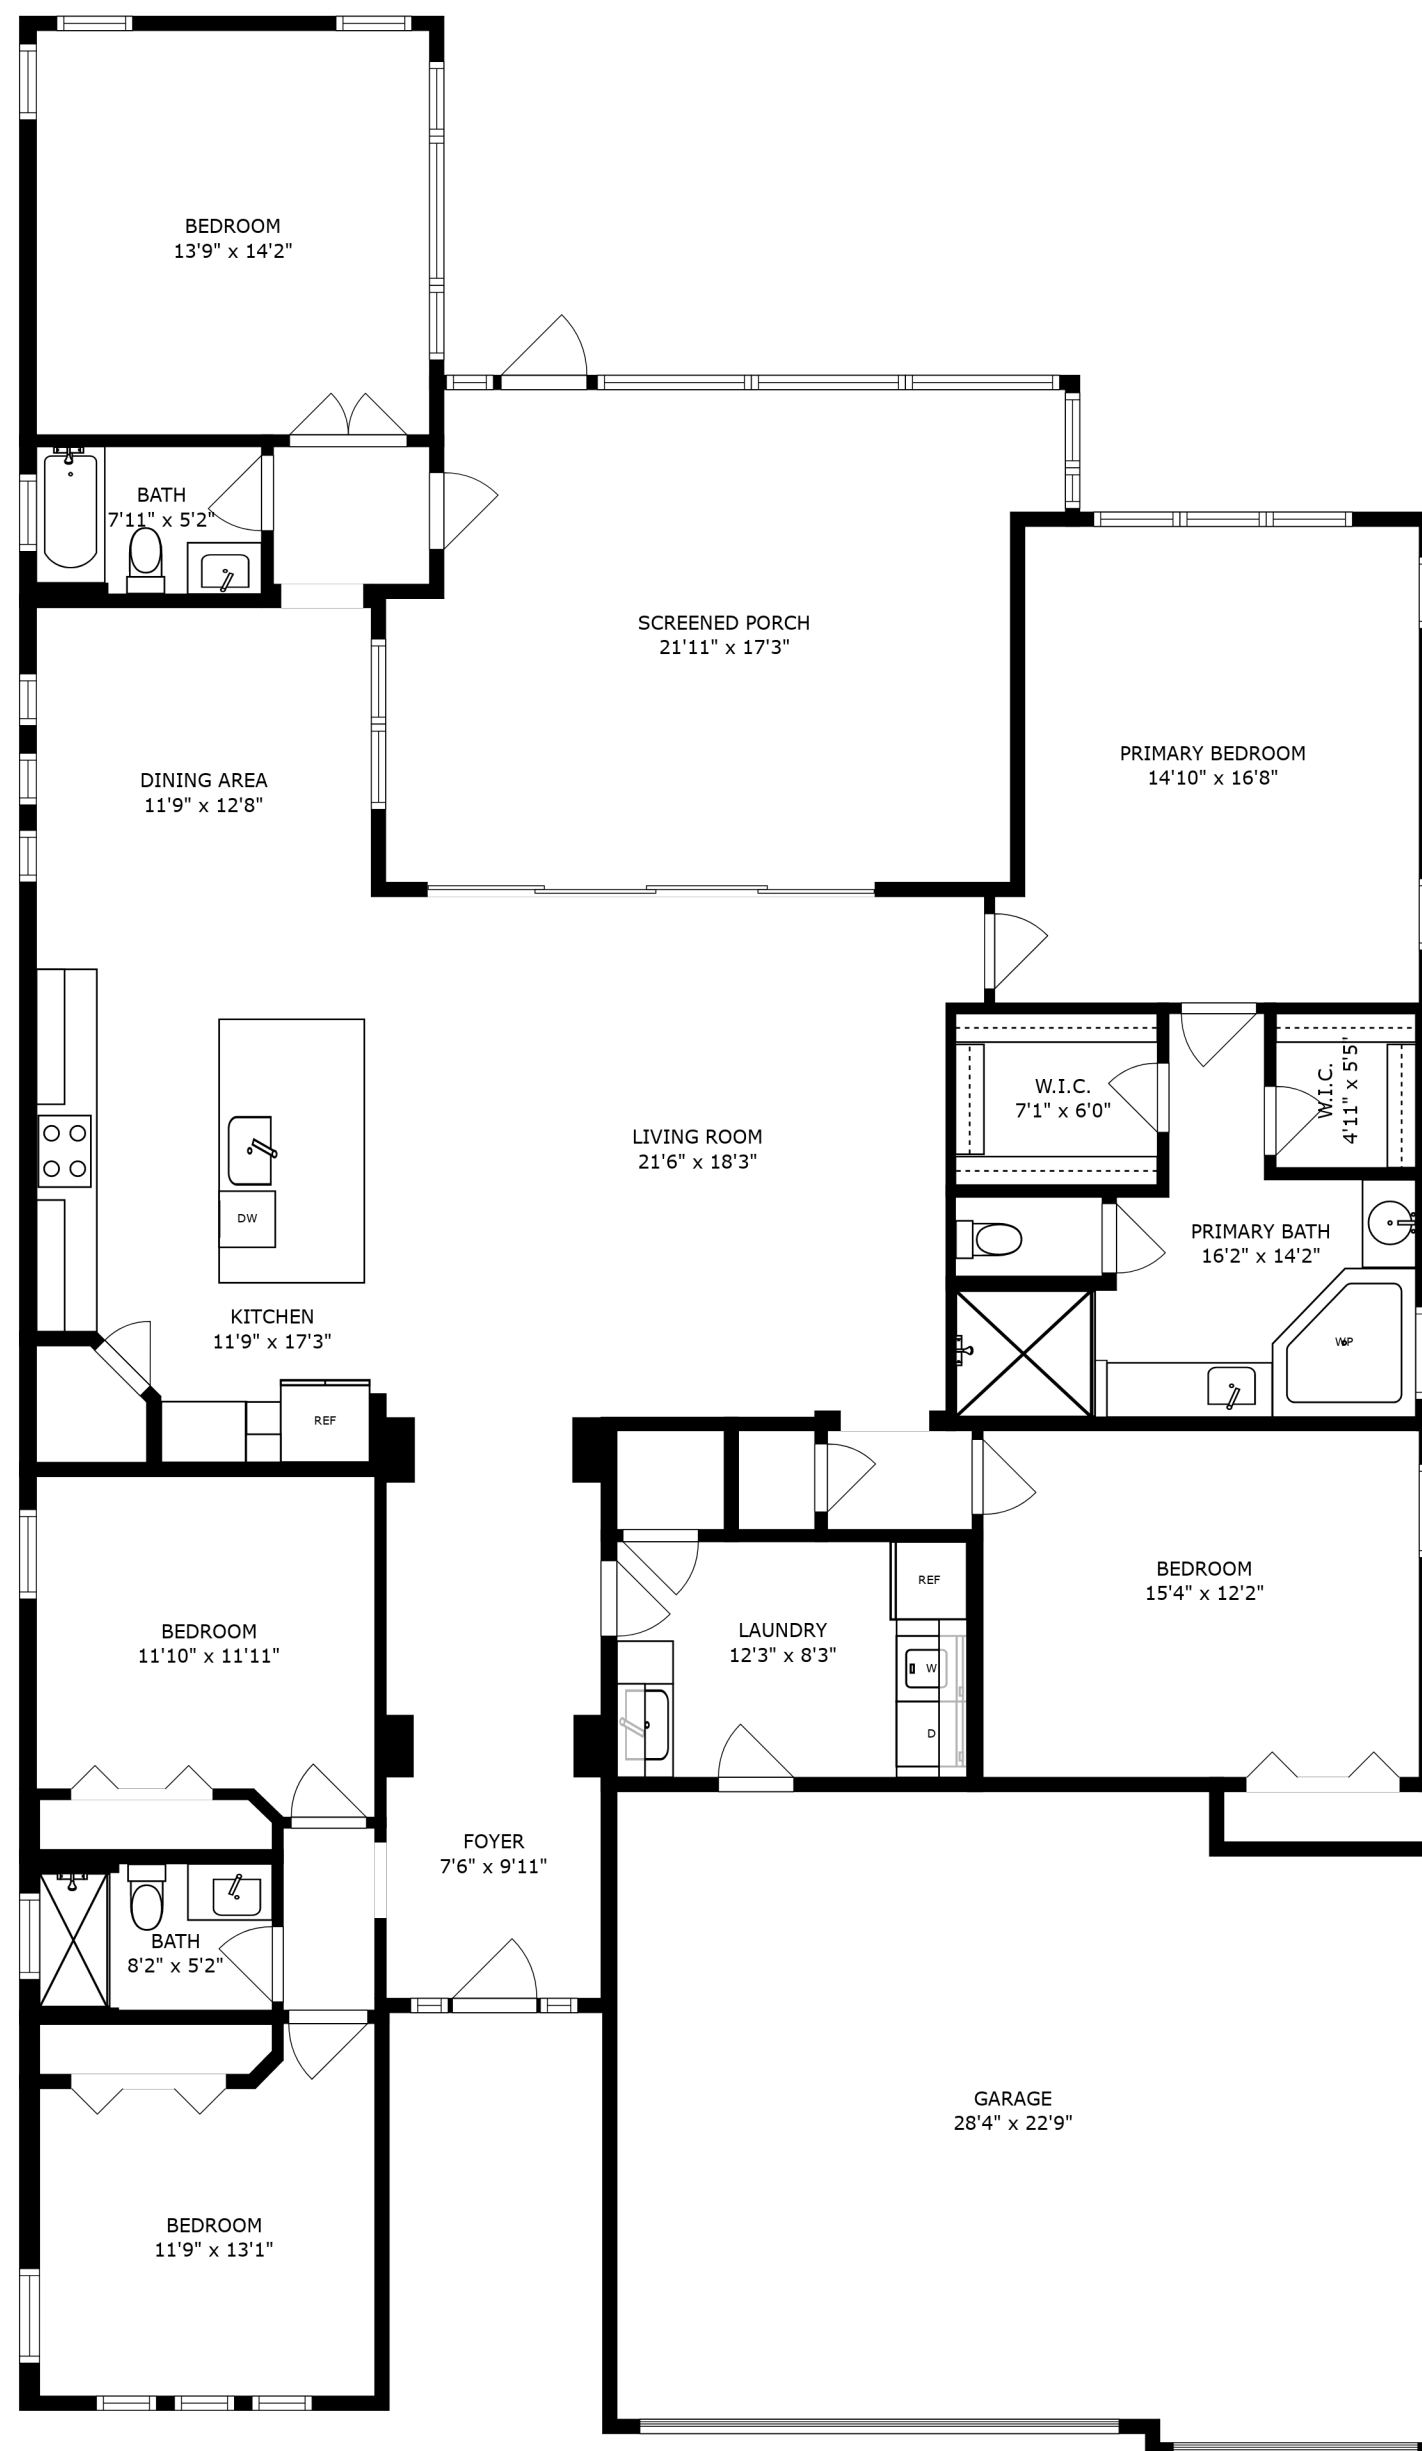 BEDROOM
13'9" x 14'2"
BATH
7'11" x 5'2"
SCREENED PORCH
21'11" x 17'3"
PRIMARY BEDROOM
14'10" x 16'8"
DINING AREA
11'9" x 12'8"
W.I.C.
7'1" x 6'0"
W.I.C.
4'11" x 5'5"
LIVING ROOM
21'6" x 18'3"
DW
PRIMARY BATH
16'2" x 14'2"
KITCHEN
11'9" x 17'3"
WP
REF
BEDROOM
15'4" x 12'2"
REF
BEDROOM
11'10" x 11'11"
LAUNDRY
12'3" x 8'3"
W
D
FOYER
7'6" x 9'11"
BATH
8'2" x 5'2"
GARAGE
28'4" x 22'9"
BEDROOM
11'9" x 13'1"